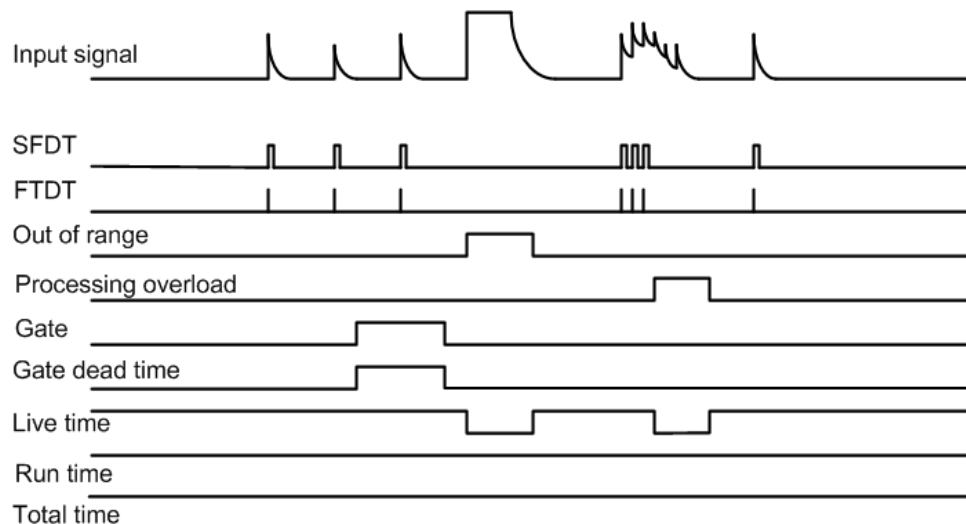 Input signal
SFDT
FTDT
Out of range
Processing overload
Gate
Gate dead time
Live time
Run time
Total time